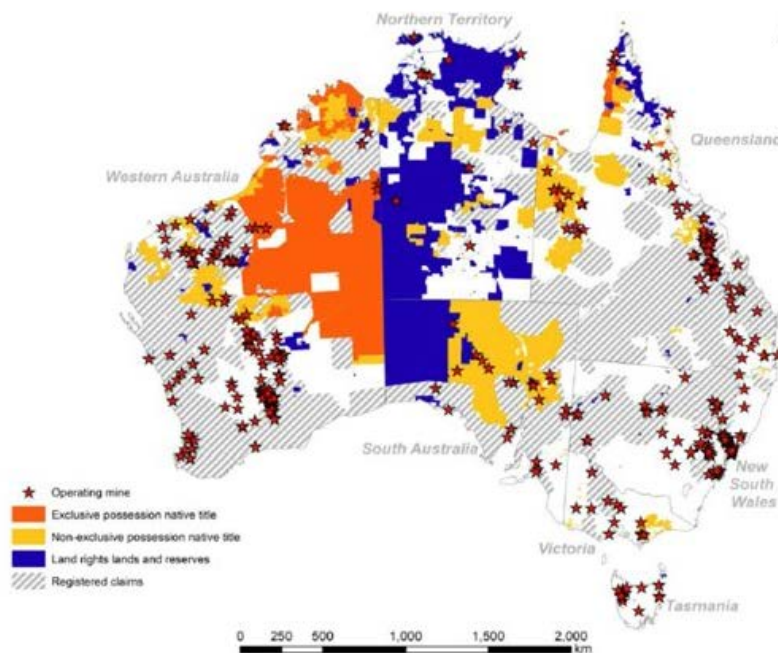 Northern Territory
Queensland
Western Australia
South Australia
New
South
Wales
Victoria
Tasmania
Operating mine
Exclusive possession native title
Non-exclusive possession native title
Land rights lands and reserves
Registered claims
0 250 500 1,000 1,500 2,000
km